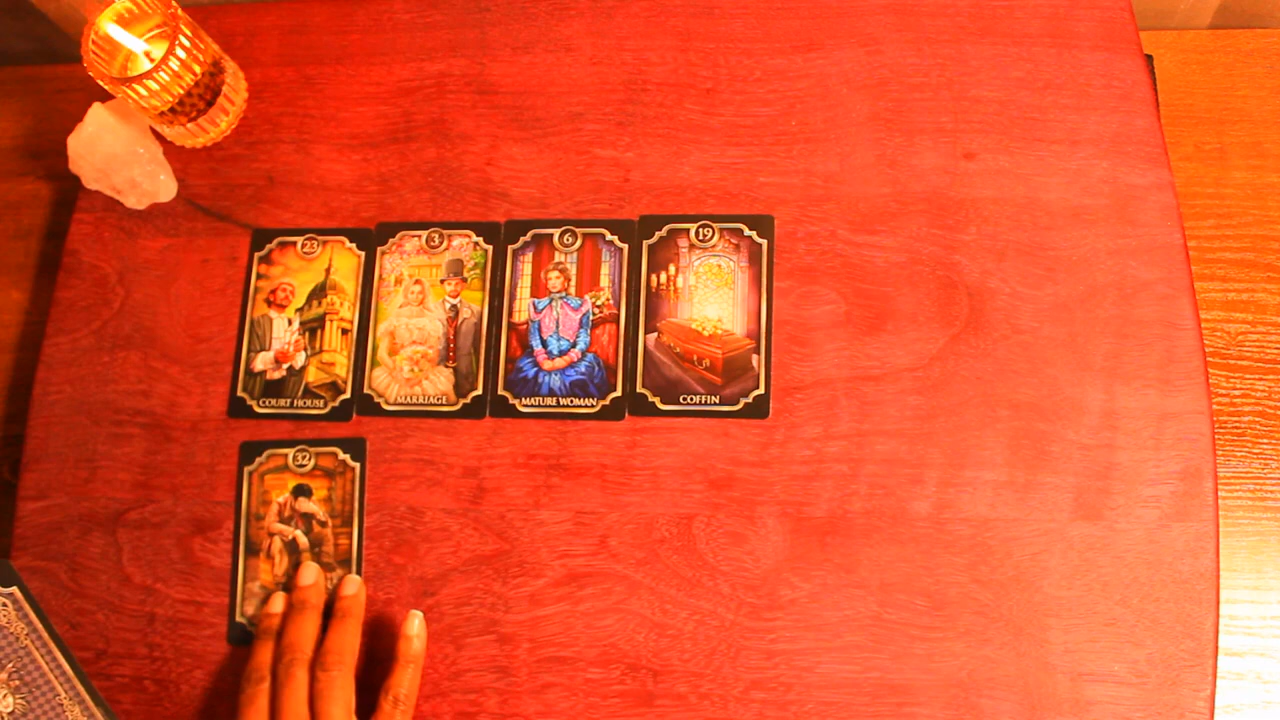 23
COURT HOUSE
3
MARRIAGE
6
MATURE WOMAN
19
COFFIN
32